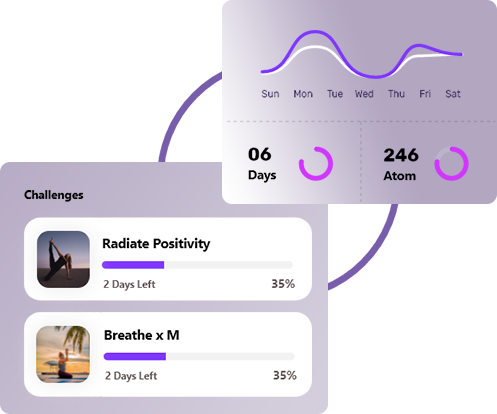 Sun Mon Tue Wed Thu Fri Sat
06
Days
246
Atom
Challenges
Radiate Positivity
2 Days Left 35%
Breathe x M
2 Days Left 35%